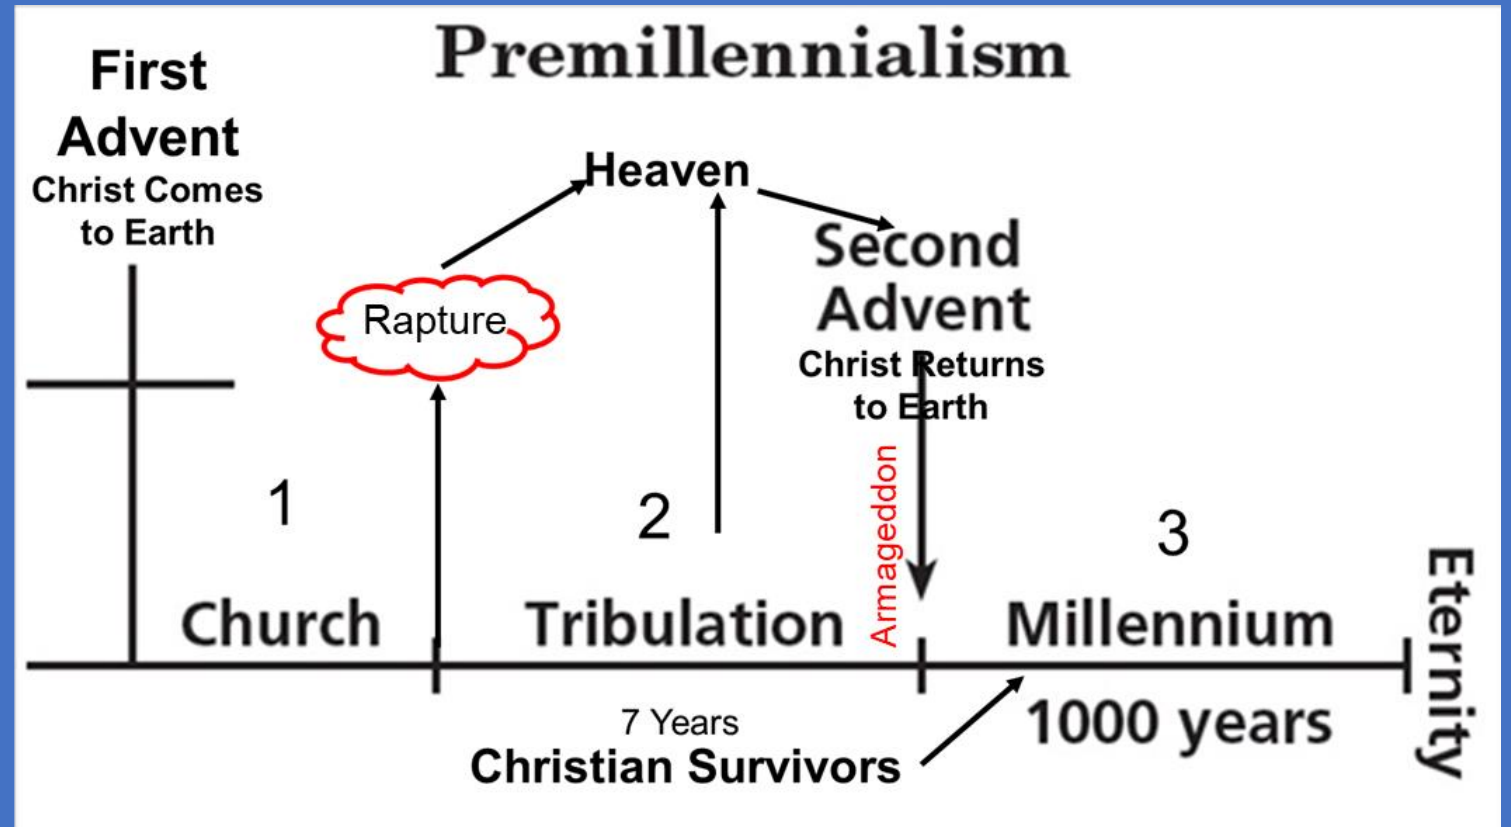 Premillennialism
First
Advent
Christ Comes
to Earth
Heaven
Rapture
Second
Advent
Christ Returns
to Earth
Armageddon
1
2
3
Church
Tribulation
Millennium
Eternity
7 Years
Christian Survivors
1000 years